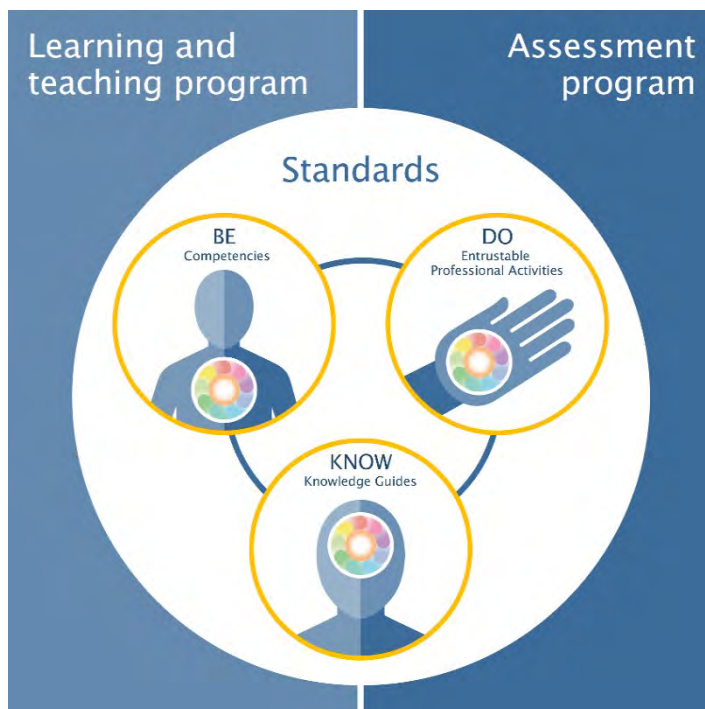 Learning and
teaching program
Assessment
program
Standards
BE
Competencies
DO
Entrustable
Professional Activities
KNOW
Knowledge Guides